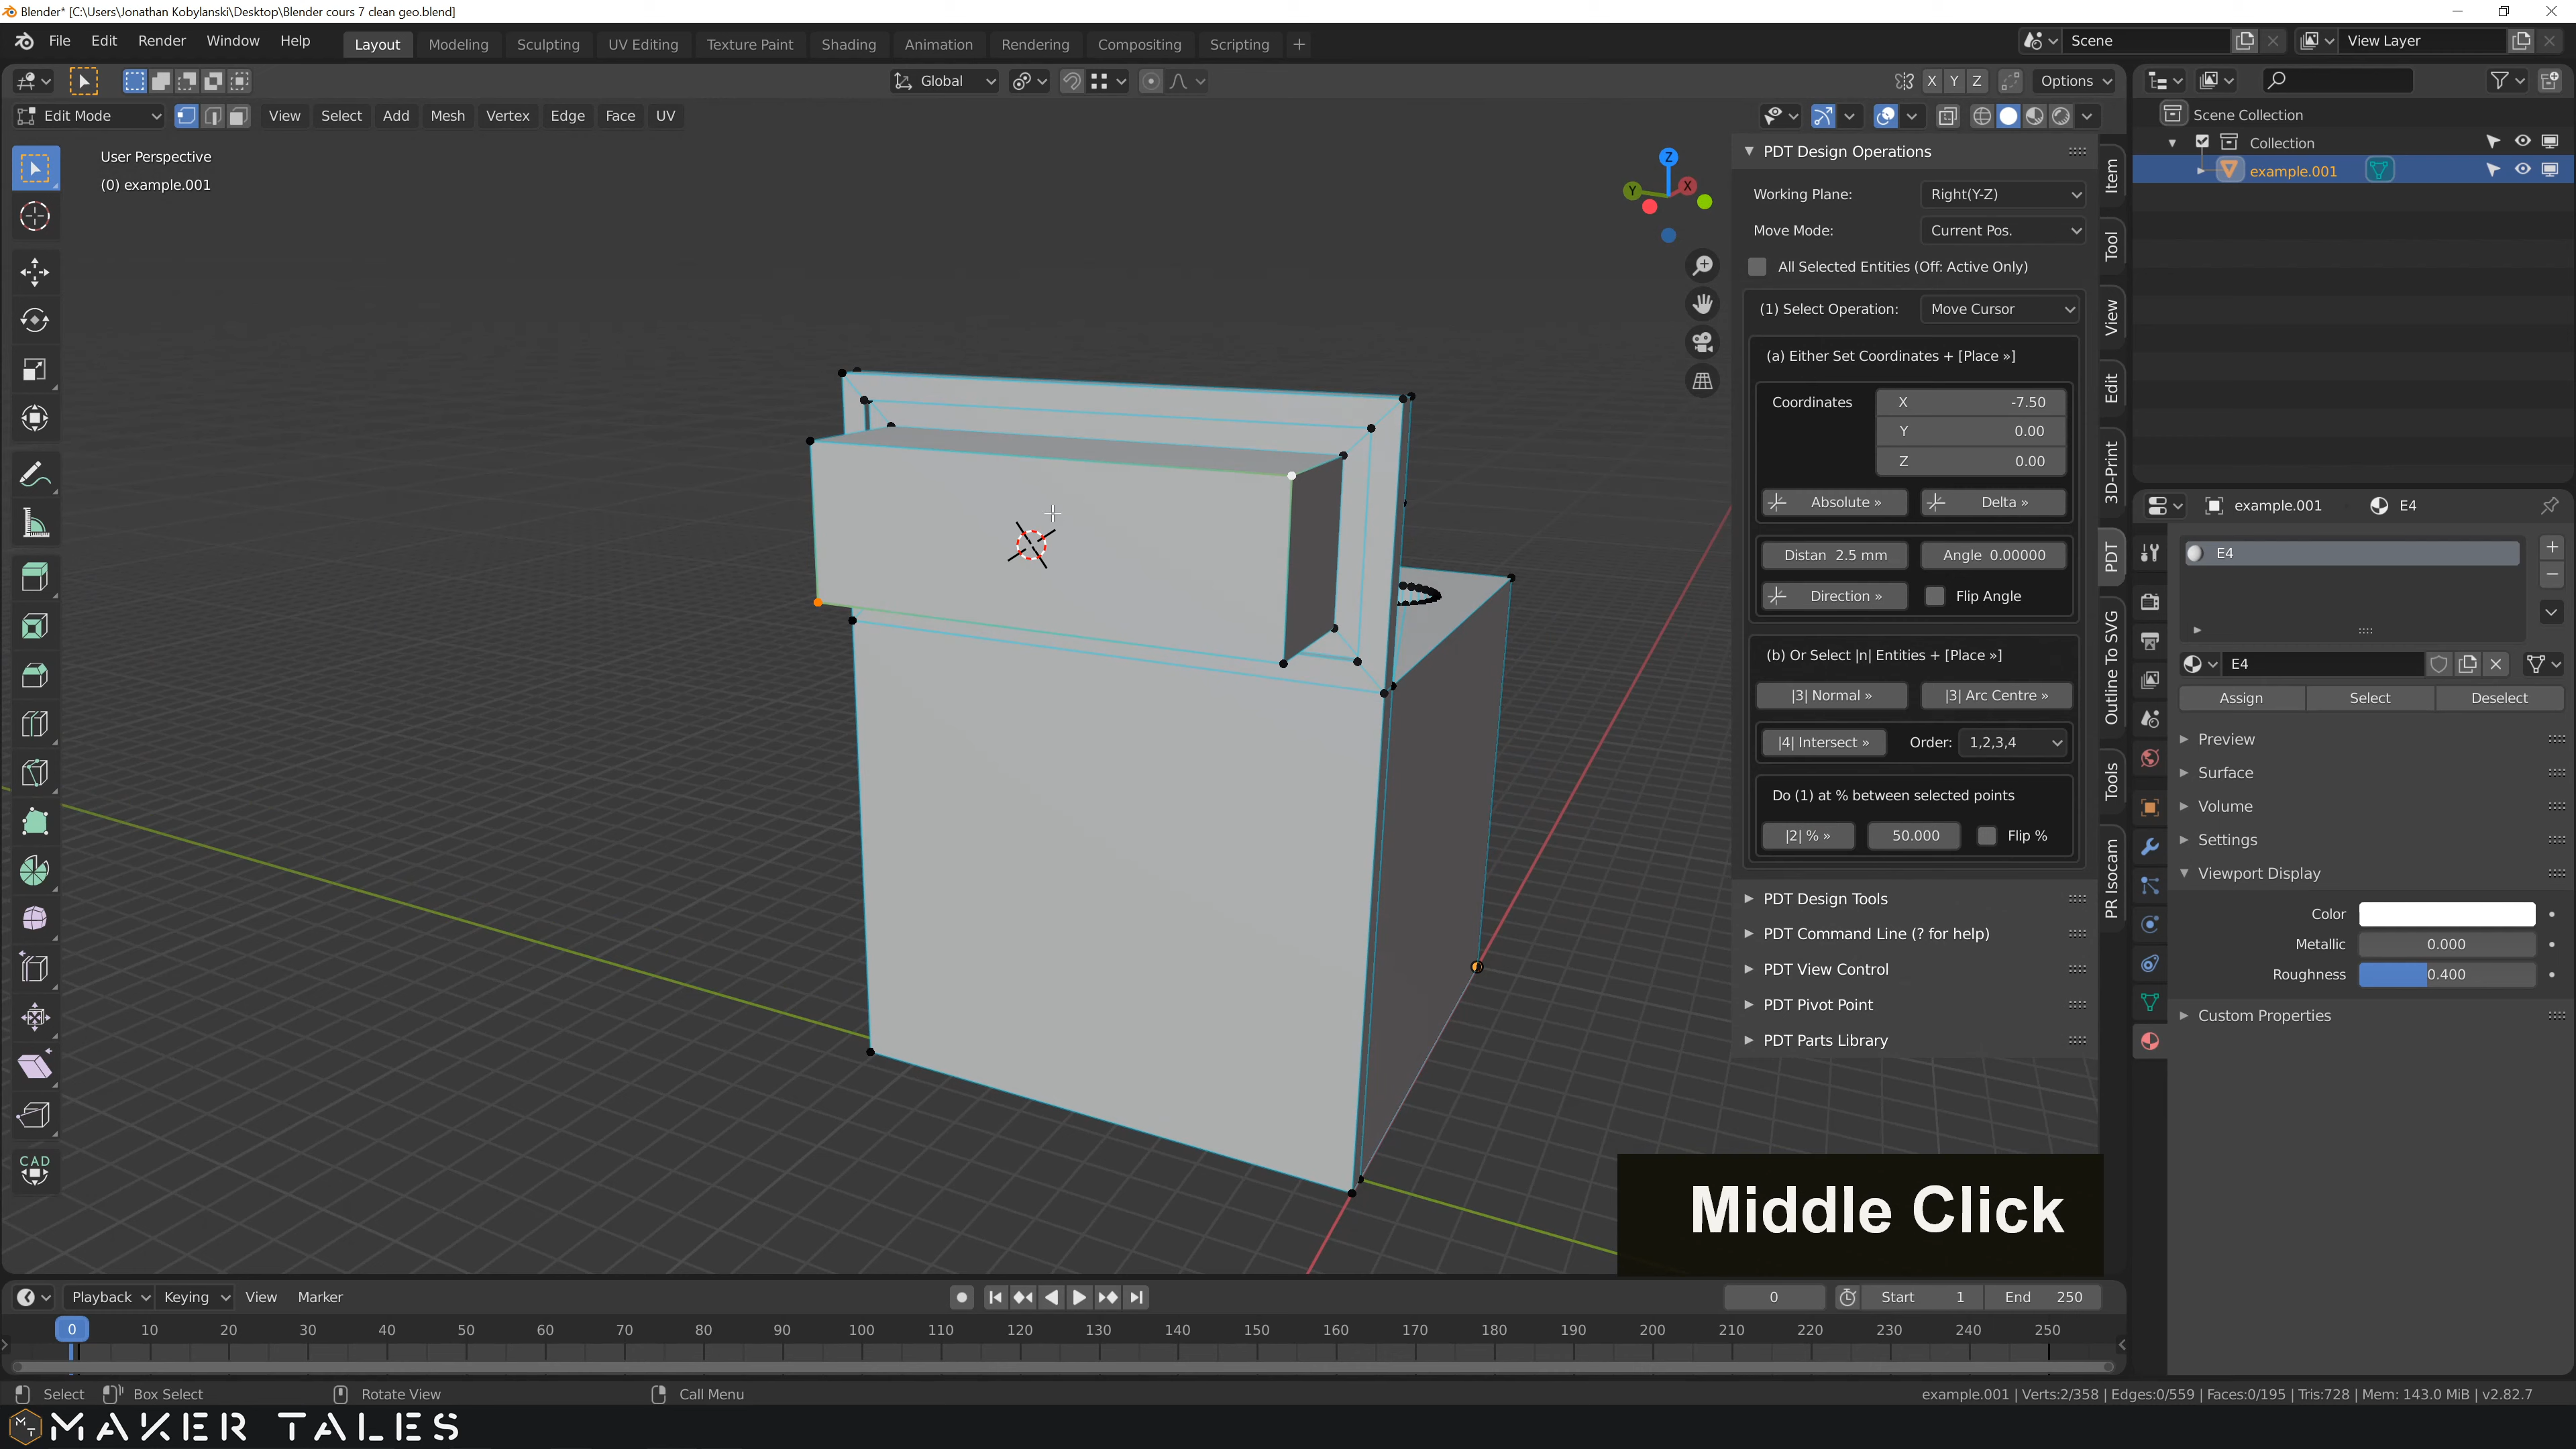 Blender* [C:\Users\Jonathan Kobylanski\Desktop\Blender cours 7 clean geo.blend]
File Edit Render Window Help Layout Modeling Sculpting UV Editing Texture Paint Shading Animation Rendering Compositing Scripting + Scene View Layer
Global X Y Z Options
Edit Mode View Select Add Mesh Vertex Edge Face UV
User Perspective
(0) example.001
Z
Y
X
CAD
PDT Design Operations
Working Plane: Right(Y-Z)
Move Mode: Current Pos.
All Selected Entities (Off: Active Only)
(1) Select Operation: Move Cursor
(a) Either Set Coordinates + [Place »]
Coordinates X -7.50
Y 0.00
Z 0.00
Absolute » Delta »
Distan 2.5 mm Angle 0.00000
Direction » Flip Angle
(b) Or Select |n| Entities + [Place »]
|3| Normal » |3| Arc Centre »
|4| Intersect » Order: 1,2,3,4
Do (1) at % between selected points
|2| % » 50.000 Flip %
PDT Design Tools
PDT Command Line (? for help)
PDT View Control
PDT Pivot Point
PDT Parts Library
Item
Tool
View
Edit
3D-Print
PDT
Outline To SVG
Tools
PR Isocam
Scene Collection
Collection
example.001
example.001 E4
E4
E4
Assign Select Deselect
Preview
Surface
Volume
Settings
Viewport Display
Color
Metallic 0.000
Roughness 0.400
Custom Properties
Middle Click
Playback Keying View Marker 0 Start 1 End 250
0 10 20 30 40 50 60 70 80 90 100 110 120 130 140 150 160 170 180 190 200 210 220 230 240 250
Select Box Select Rotate View Call Menu example.001 | Verts:2/358 | Edges:0/559 | Faces:0/195 | Tris:728 | Mem: 143.0 MiB | v2.82.7
M T MAKER TALES